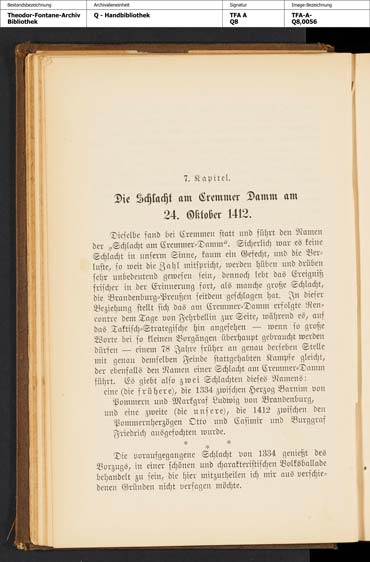 Bestandsbezeichnung Archivalieneinheit Signatur Image-Bezeichnung
Theodor-Fontane-Archiv Q - Handbibliothek TFA A TFA-A-
Bibliothek Q8 Q8,0056
7. Kapitel.
Die Schlacht am Cremmer Damm am
24. Oktober 1412.
Dieselbe fand bei Cremmen statt und führt den Namen
der „Schlacht am Cremmer-Damm“. Sicherlich war es keine
Schlacht in unserm Sinne, kaum ein Gefecht, und die Ver-
luste, so weit die Zahl mitspricht, werden hüben und drüben
sehr unbedeutend gewesen sein, dennoch lebt das Ereigniß
frischer in der Erinnerung fort, als manche große Schlacht,
die Brandenburg-Preußen seitdem geschlagen hat. In dieser
Beziehung stellt sich das am Cremmer-Damm erfolgte Ren-
contre dem Tage von Fehrbellin zur Seite, während es, auf
das Taktisch-Strategische hin angesehen — wenn so große
Worte bei so kleinen Vorgängen überhaupt gebraucht werden
dürfen — einem 78 Jahre früher an genau derselben Stelle
mit genau demselben Feinde stattgehabten Kampfe gleicht,
der ebenfalls den Namen einer Schlacht am Cremmer-Damm
führt. Es giebt also zwei Schlachten dieses Namens:
eine (die frühere), die 1334 zwischen Herzog Barnim von
Pommern und Markgraf Ludwig von Brandenburg,
und eine zweite (die unsere), die 1412 zwischen den
Pommernherzögen Otto und Casimir und Burggraf
Friedrich ausgefochten wurde.
* * *
Die voraufgegangene Schlacht von 1334 genießt des
Vorzugs, in einer schönen und charakteristischen Volksballade
behandelt zu sein, die hier mitzutheilen ich mir aus verschie-
denen Gründen nicht versagen möchte.